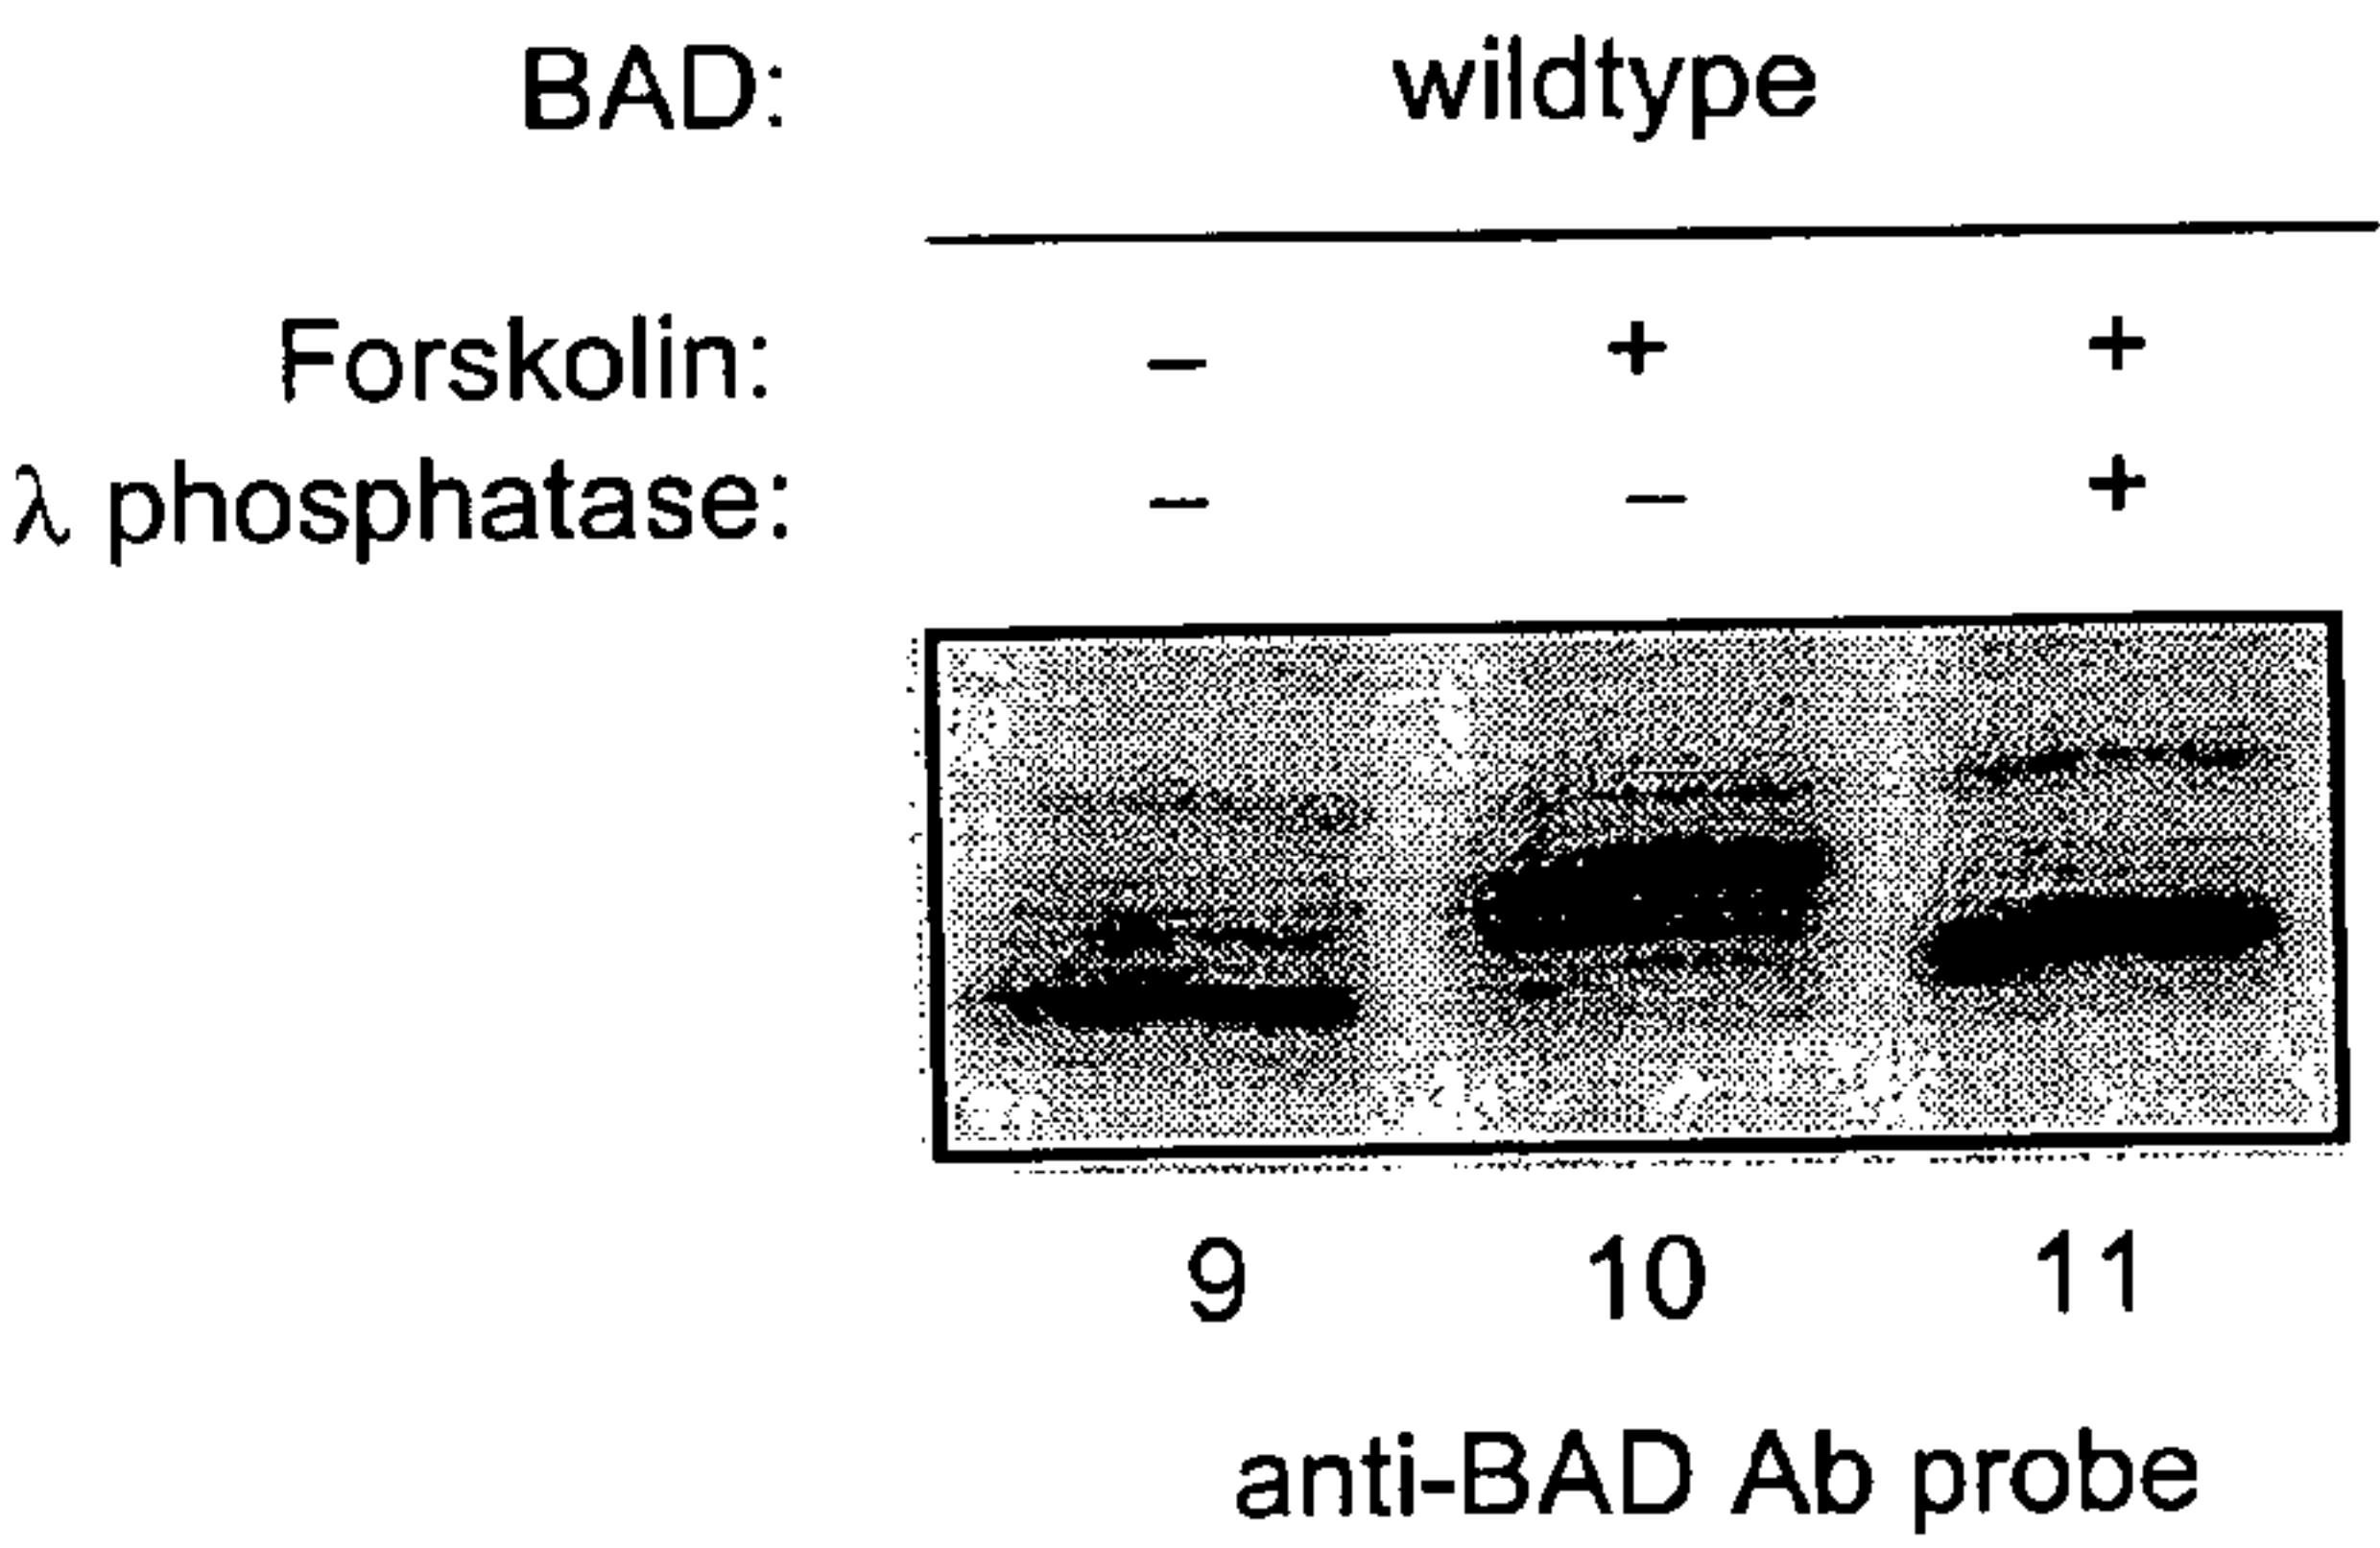 BAD: wildtype
Forskolin: – + +
λ phosphatase: – – +
9 10 11
anti-BAD Ab probe